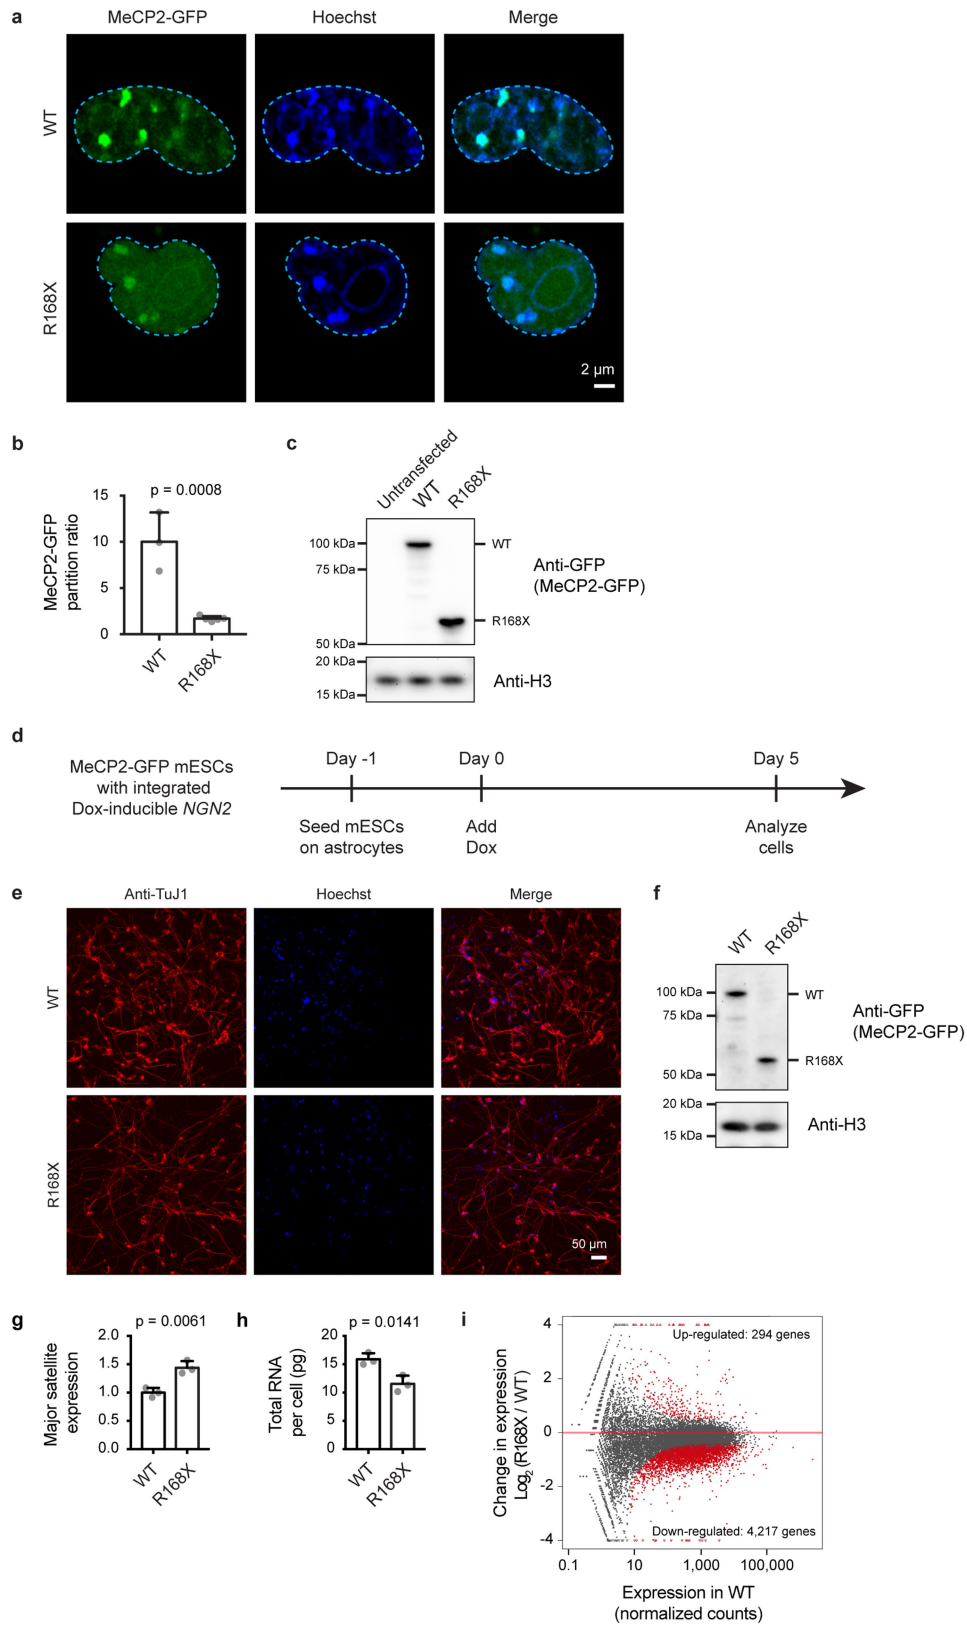 a
MeCP2-GFP
Hoechst
Merge
WT
R168X
2 µm
b
p = 0.0008
MeCP2-GFP
partition ratio
15
10
5
0
WT
R168X
c
Untransfected
WT
R168X
100 kDa
75 kDa
50 kDa
20 kDa
15 kDa
WT
R168X
Anti-GFP
(MeCP2-GFP)
Anti-H3
d
MeCP2-GFP mESCs
with integrated
Dox-inducible NGN2
Day -1
Day 0
Day 5
Seed mESCs
on astrocytes
Add
Dox
Analyze
cells
e
Anti-TuJ1
Hoechst
Merge
WT
R168X
50 µm
f
WT
R168X
100 kDa
75 kDa
50 kDa
20 kDa
15 kDa
WT
R168X
Anti-GFP
(MeCP2-GFP)
Anti-H3
g
p = 0.0061
Major satellite
expression
2.0
1.5
1.0
0.5
0.0
WT
R168X
h
p = 0.0141
Total RNA
per cell (pg)
20
15
10
5
0
WT
R168X
i
Change in expression
Log2 (R168X / WT)
4
2
0
-2
-4
Up-regulated: 294 genes
Down-regulated: 4,217 genes
0.1
10
1,000
100,000
Expression in WT
(normalized counts)